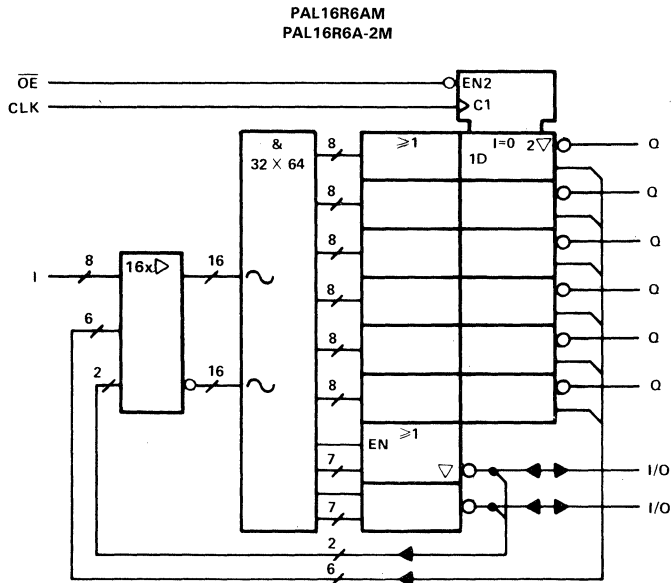 PAL16R6AM
PAL16R6A-2M
OE
EN2
CLK
C1
&
32 X 64
8
≥1
I=0
2▽
1D
Q
8
Q
8
Q
8
16x▷
16
I
8
Q
6
8
Q
2
16
8
Q
EN
≥1
7
▽
I/O
7
I/O
2
6